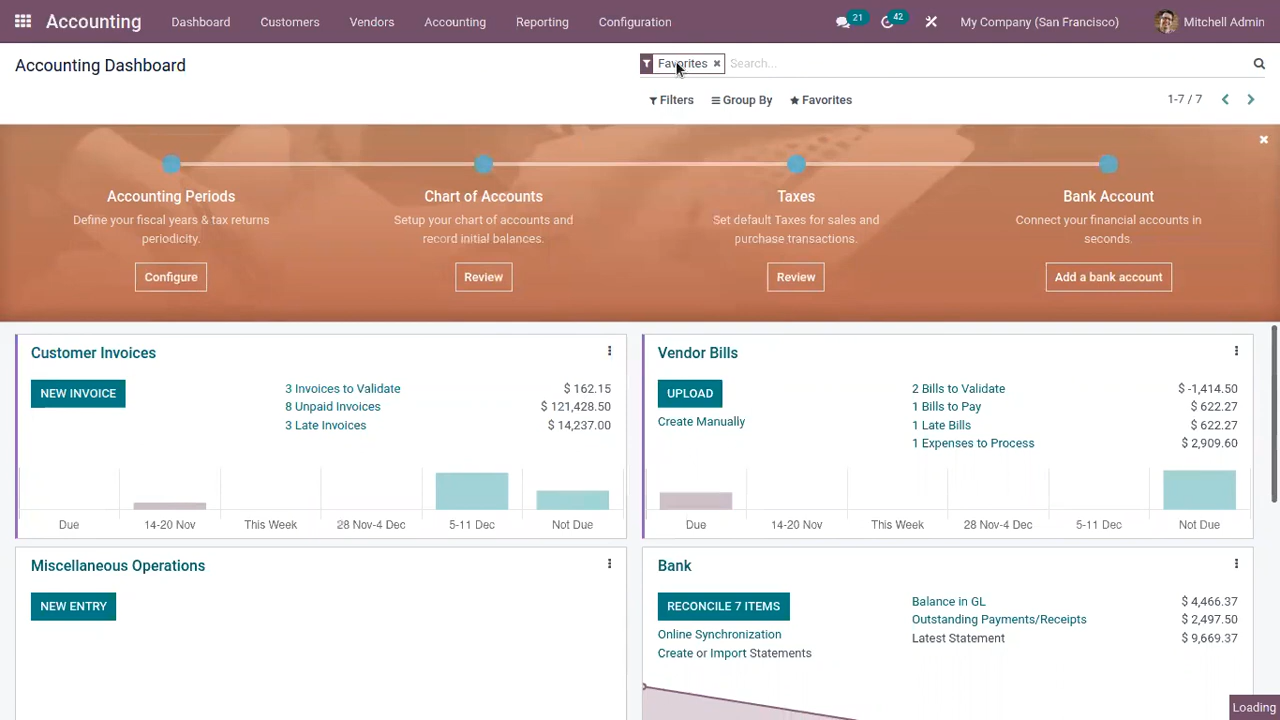 Accounting Dashboard Customers Vendors Accounting Reporting Configuration 21 42 My Company (San Francisco) Mitchell Admin
Accounting Dashboard
Favorites × Search...
Filters Group By Favorites 1-7 / 7
Accounting Periods Chart of Accounts Taxes Bank Account
Define your fiscal years & tax returns Setup your chart of accounts and Set default Taxes for sales and Connect your financial accounts in
periodicity. record initial balances. purchase transactions. seconds.
Configure Review Review Add a bank account
Customer Invoices
NEW INVOICE
3 Invoices to Validate $ 162.15
8 Unpaid Invoices $ 121,428.50
3 Late Invoices $ 14,237.00
Due 14-20 Nov This Week 28 Nov-4 Dec 5-11 Dec Not Due
Vendor Bills
UPLOAD
Create Manually
2 Bills to Validate $ -1,414.50
1 Bills to Pay $ 622.27
1 Late Bills $ 622.27
1 Expenses to Process $ 2,909.60
Due 14-20 Nov This Week 28 Nov-4 Dec 5-11 Dec Not Due
Miscellaneous Operations
NEW ENTRY
Bank
RECONCILE 7 ITEMS
Online Synchronization
Create or Import Statements
Balance in GL $ 4,466.37
Outstanding Payments/Receipts $ 2,497.50
Latest Statement $ 9,669.37
Loading